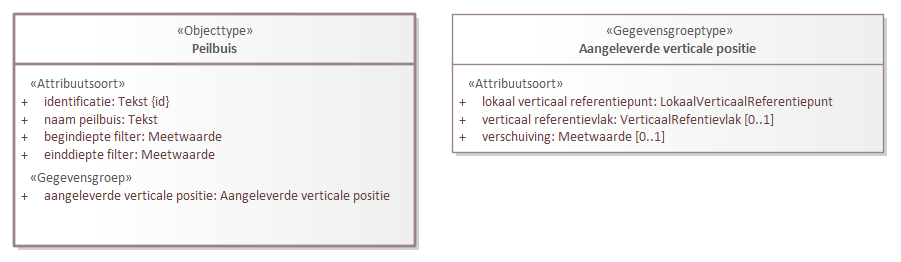 «Objecttype»
Peilbuis
«Attribuutsoort»
+ identificatie: Tekst {id}
+ naam peilbuis: Tekst
+ begindiepte filter: Meetwaarde
+ einddiepte filter: Meetwaarde
«Gegevensgroep»
+ aangeleverde verticale positie: Aangeleverde verticale positie
«Gegevensgroeptype»
Aangeleverde verticale positie
«Attribuutsoort»
+ lokaal verticaal referentiepunt: LokaalVerticaalReferentiepunt
+ verticaal referentievlak: VerticaalRefentievlak [0..1]
+ verschuiving: Meetwaarde [0..1]